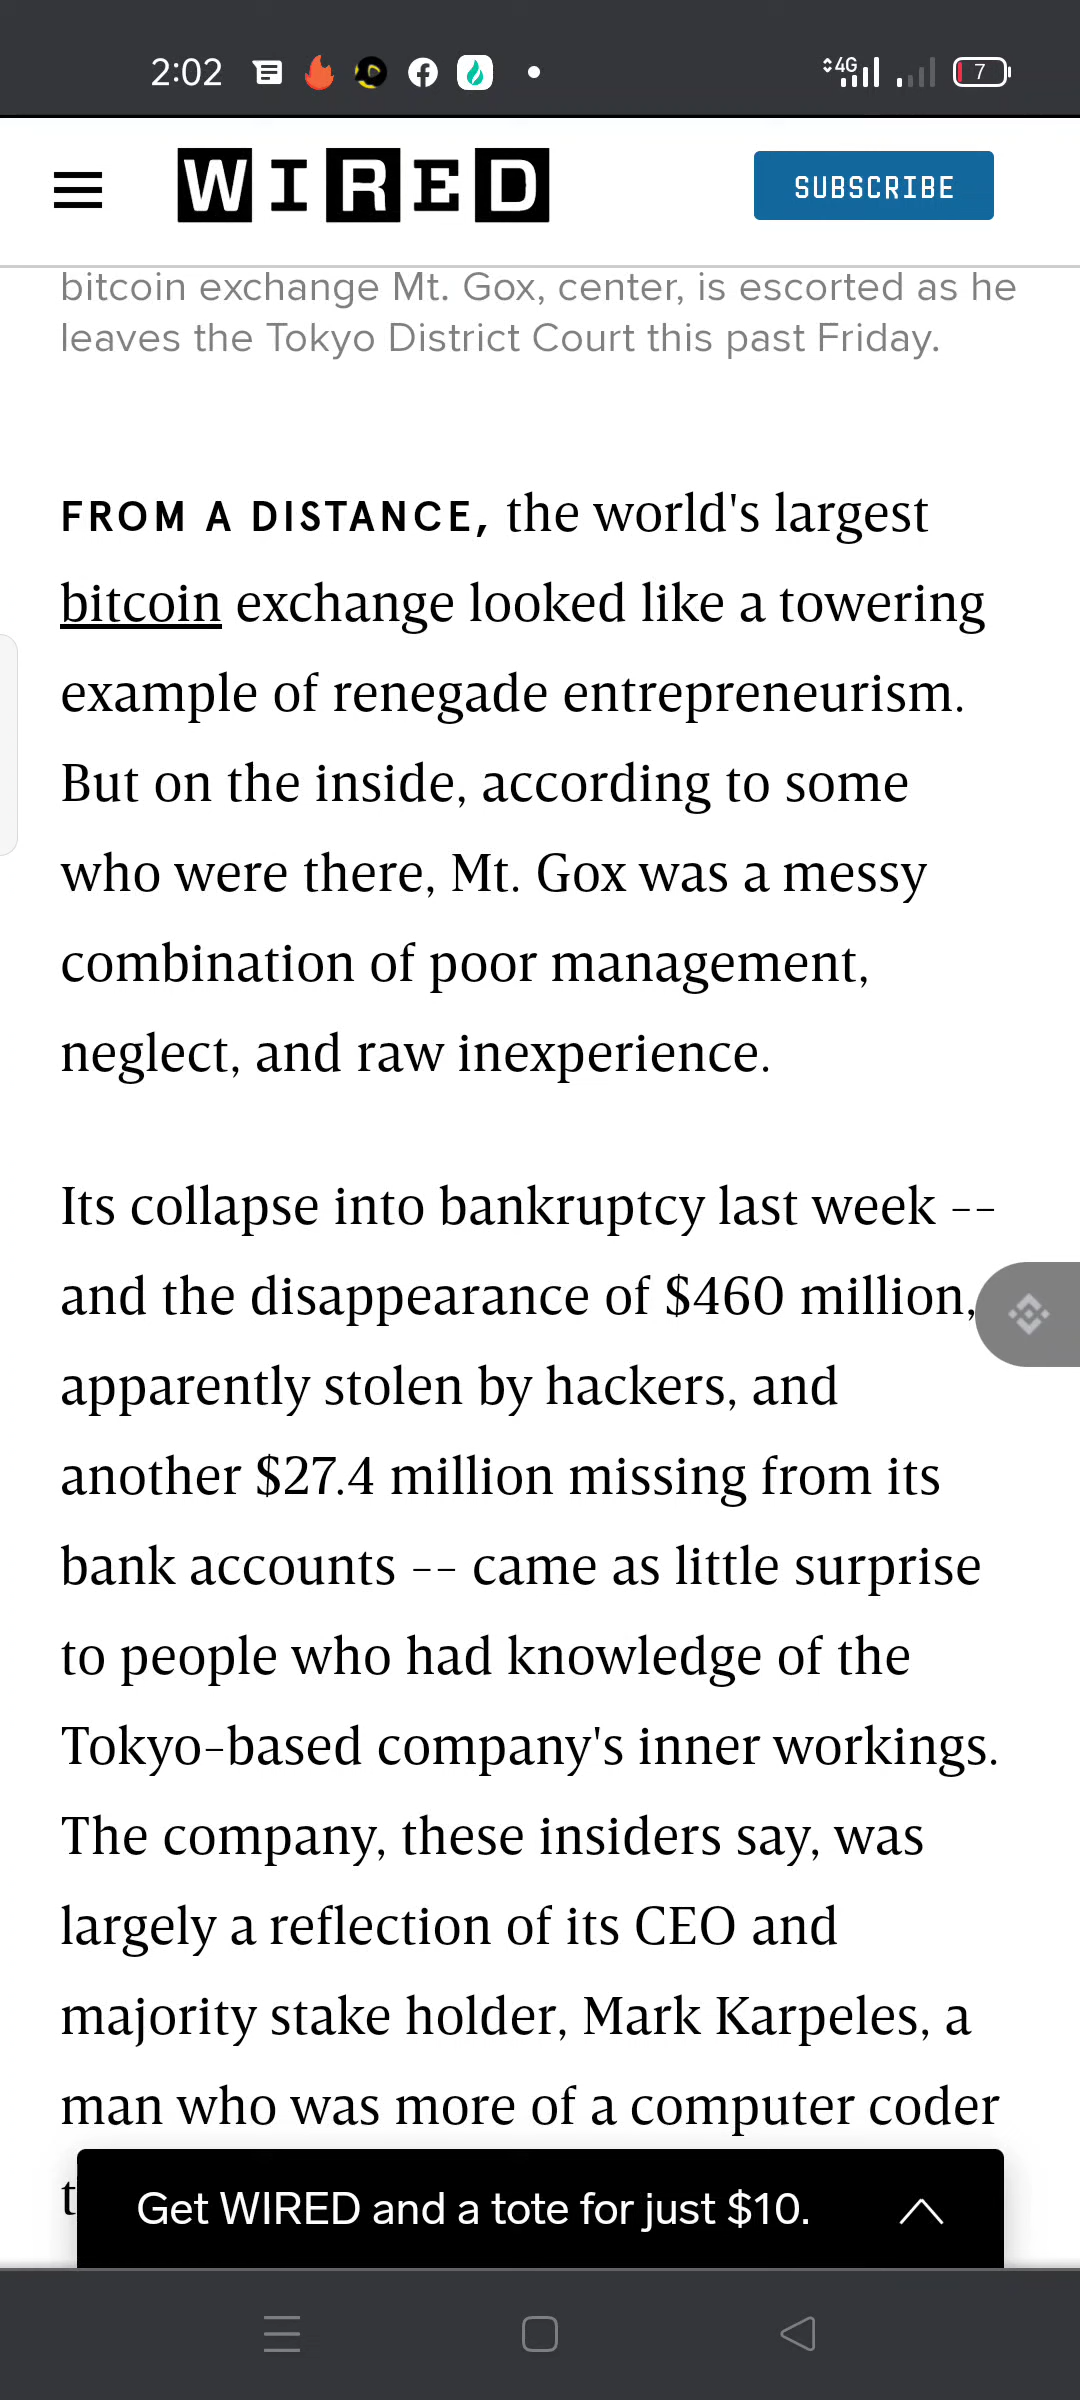 2:02
4G
7
WIRED
SUBSCRIBE
bitcoin exchange Mt. Gox, center, is escorted as he
leaves the Tokyo District Court this past Friday.
FROM A DISTANCE, the world's largest
bitcoin exchange looked like a towering
example of renegade entrepreneurism.
But on the inside, according to some
who were there, Mt. Gox was a messy
combination of poor management,
neglect, and raw inexperience.
Its collapse into bankruptcy last week --
and the disappearance of $460 million,
apparently stolen by hackers, and
another $27.4 million missing from its
bank accounts -- came as little surprise
to people who had knowledge of the
Tokyo-based company's inner workings.
The company, these insiders say, was
largely a reflection of its CEO and
majority stake holder, Mark Karpeles, a
man who was more of a computer coder
Get WIRED and a tote for just $10.